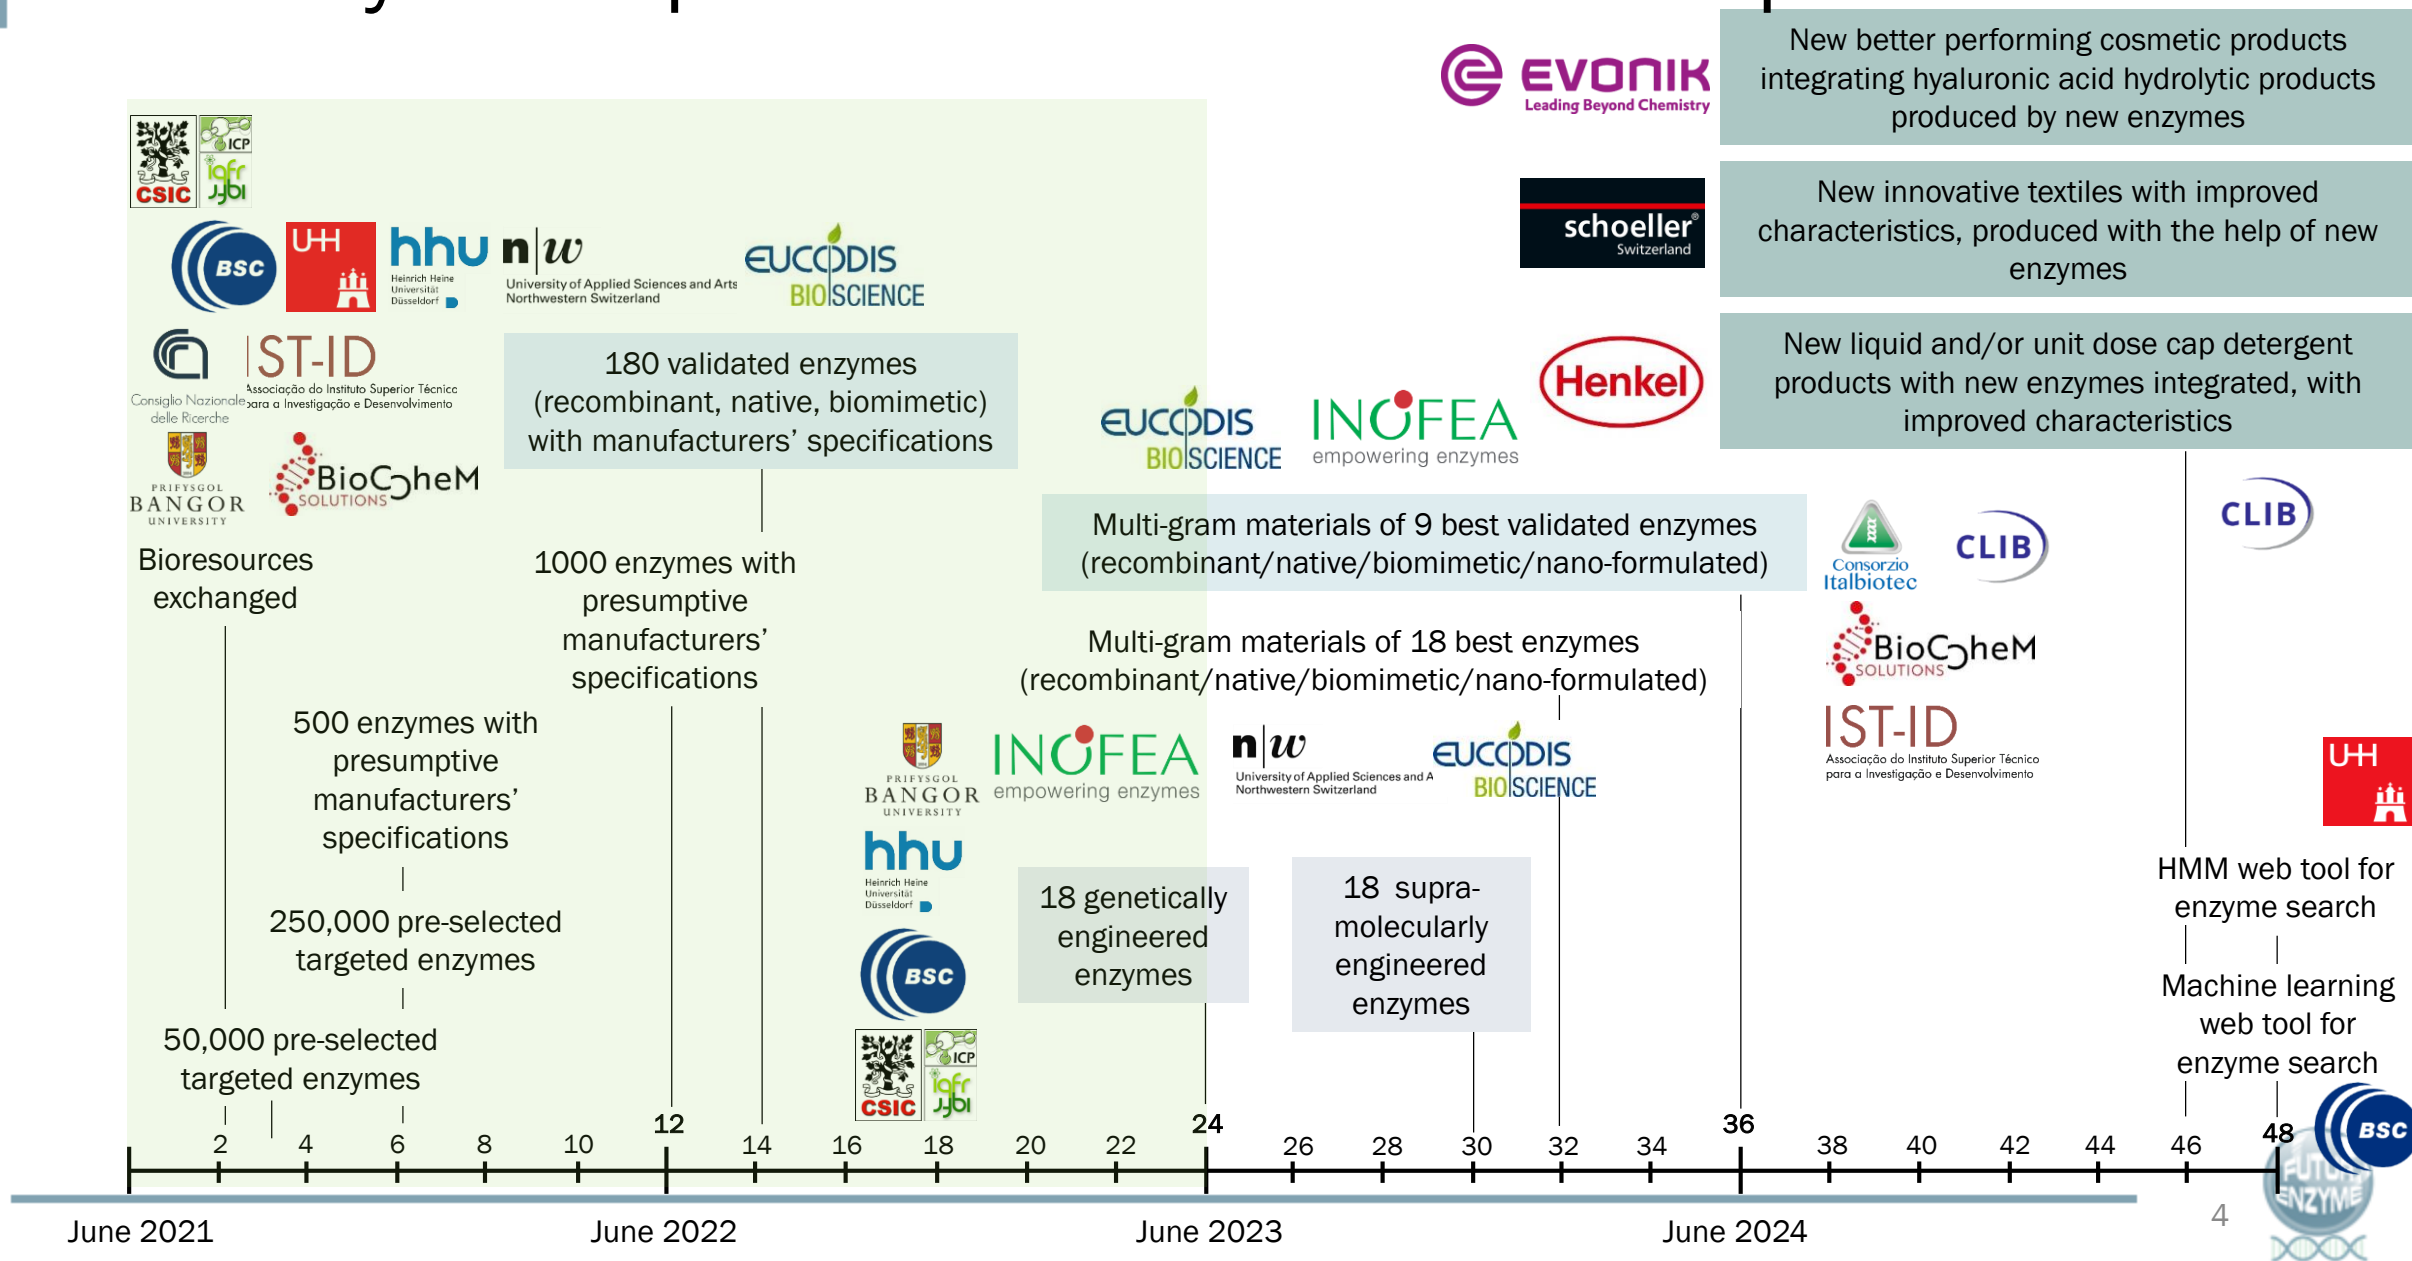 EVONIK
Leading Beyond Chemistry
New better performing cosmetic products
integrating hyaluronic acid hydrolytic products
produced by new enzymes
CSIC
ICP
schoeller®
Switzerland
New innovative textiles with improved
characteristics, produced with the help of new
enzymes
BSC
UHH
hhu
Heinrich Heine
Universität
Düsseldorf
n|w
University of Applied Sciences and Arts
Northwestern Switzerland
EUCODIS
BIOSCIENCE
Consiglio Nazionale
delle Ricerche
IST-ID
Associação do Instituto Superior Técnico
para a Investigação e Desenvolvimento
180 validated enzymes
(recombinant, native, biomimetic)
with manufacturers’ specifications
Henkel
New liquid and/or unit dose cap detergent
products with new enzymes integrated, with
improved characteristics
EUCODIS
BIOSCIENCE
INOFEA
empowering enzymes
PRIFYSGOL
BANGOR
UNIVERSITY
BioCheM
SOLUTIONS
Multi-gram materials of 9 best validated enzymes
(recombinant/native/biomimetic/nano-formulated)
Consorzio
Italbiotec
CLIB
CLIB
Bioresources
exchanged
1000 enzymes with
presumptive
manufacturers’
specifications
Multi-gram materials of 18 best enzymes
(recombinant/native/biomimetic/nano-formulated)
BioCheM
SOLUTIONS
IST-ID
Associação do Instituto Superior Técnico
para a Investigação e Desenvolvimento
500 enzymes with
presumptive
manufacturers’
specifications
PRIFYSGOL
BANGOR
UNIVERSITY
INOFEA
empowering enzymes
n|w
University of Applied Sciences and A
Northwestern Switzerland
EUCODIS
BIOSCIENCE
UHH
hhu
Heinrich Heine
Universität
Düsseldorf
250,000 pre-selected
targeted enzymes
BSC
18 genetically
engineered
enzymes
18 supra-
molecularly
engineered
enzymes
HMM web tool for
enzyme search
Machine learning
web tool for
enzyme search
50,000 pre-selected
targeted enzymes
CSIC
ICP
BSC
2 4 6 8 10 12 14 16 18 20 22 24 26 28 30 32 34 36 38 40 42 44 46 48
FUTURE
ENZYME
June 2021
June 2022
June 2023
June 2024
4